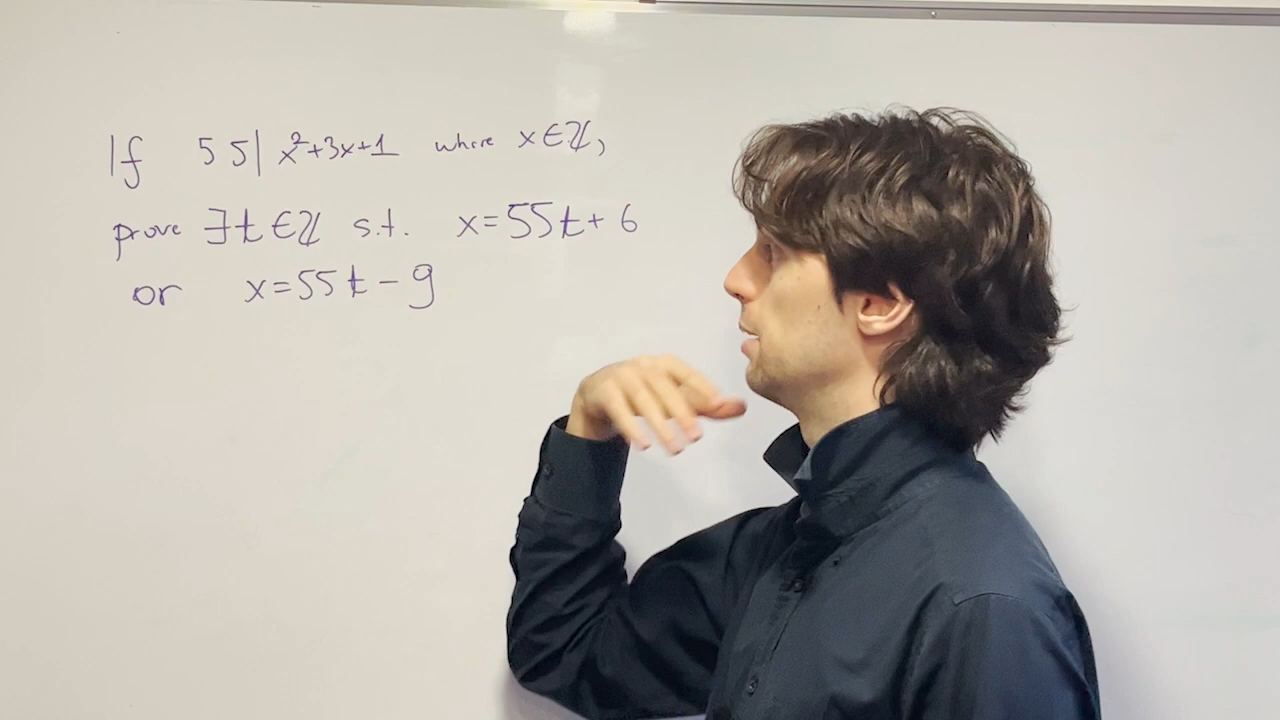 If 55| x²+3x+1 where x∈ℤ,
prove ∃t∈ℤ s.t. x=55t+6
or x=55t-9